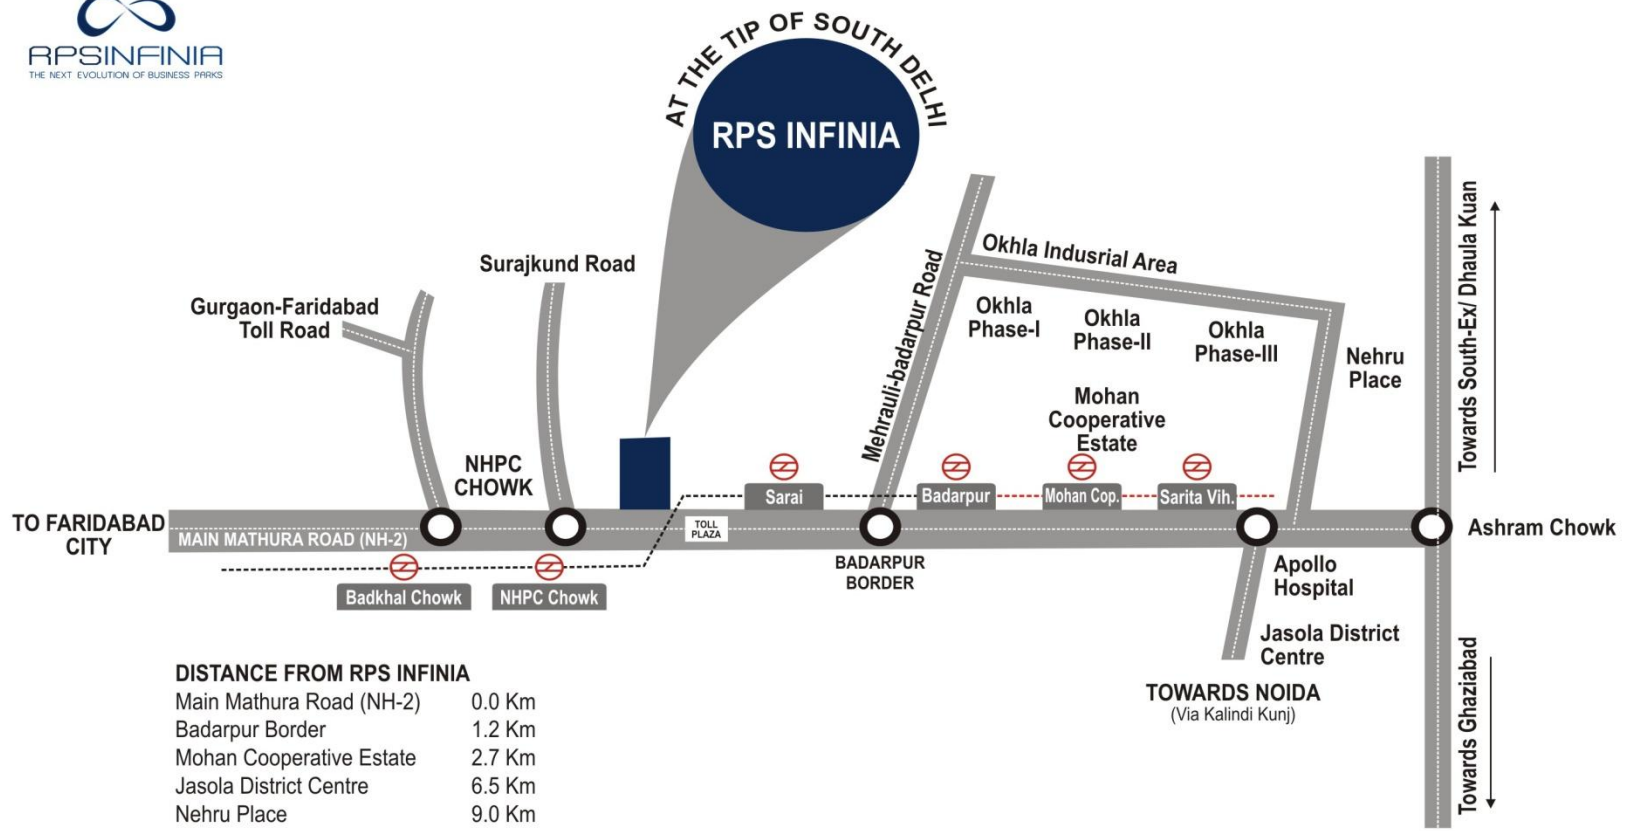 RPSINFINIA
THE NEXT EVOLUTION OF BUSINESS PARKS
AT THE TIP OF SOUTH DELHI
RPS INFINIA
Surajkund Road
Gurgaon-Faridabad
Toll Road
Mehrauli-badarpur Road
Okhla Indusrial Area
Okhla
Phase-I
Okhla
Phase-II
Okhla
Phase-III
Nehru
Place
Towards South-Ex/ Dhaula Kuan
Mohan
Cooperative
Estate
NHPC
CHOWK
Sarai
Badarpur
Mohan Cop.
Sarita Vih.
TO FARIDABAD
CITY
MAIN MATHURA ROAD (NH-2)
TOLL
PLAZA
Ashram Chowk
BADARPUR
BORDER
Apollo
Hospital
Badkhal Chowk
NHPC Chowk
Jasola District
Centre
TOWARDS NOIDA
(Via Kalindi Kunj)
Towards Ghaziabad
DISTANCE FROM RPS INFINIA
Main Mathura Road (NH-2) 0.0 Km
Badarpur Border 1.2 Km
Mohan Cooperative Estate 2.7 Km
Jasola District Centre 6.5 Km
Nehru Place 9.0 Km